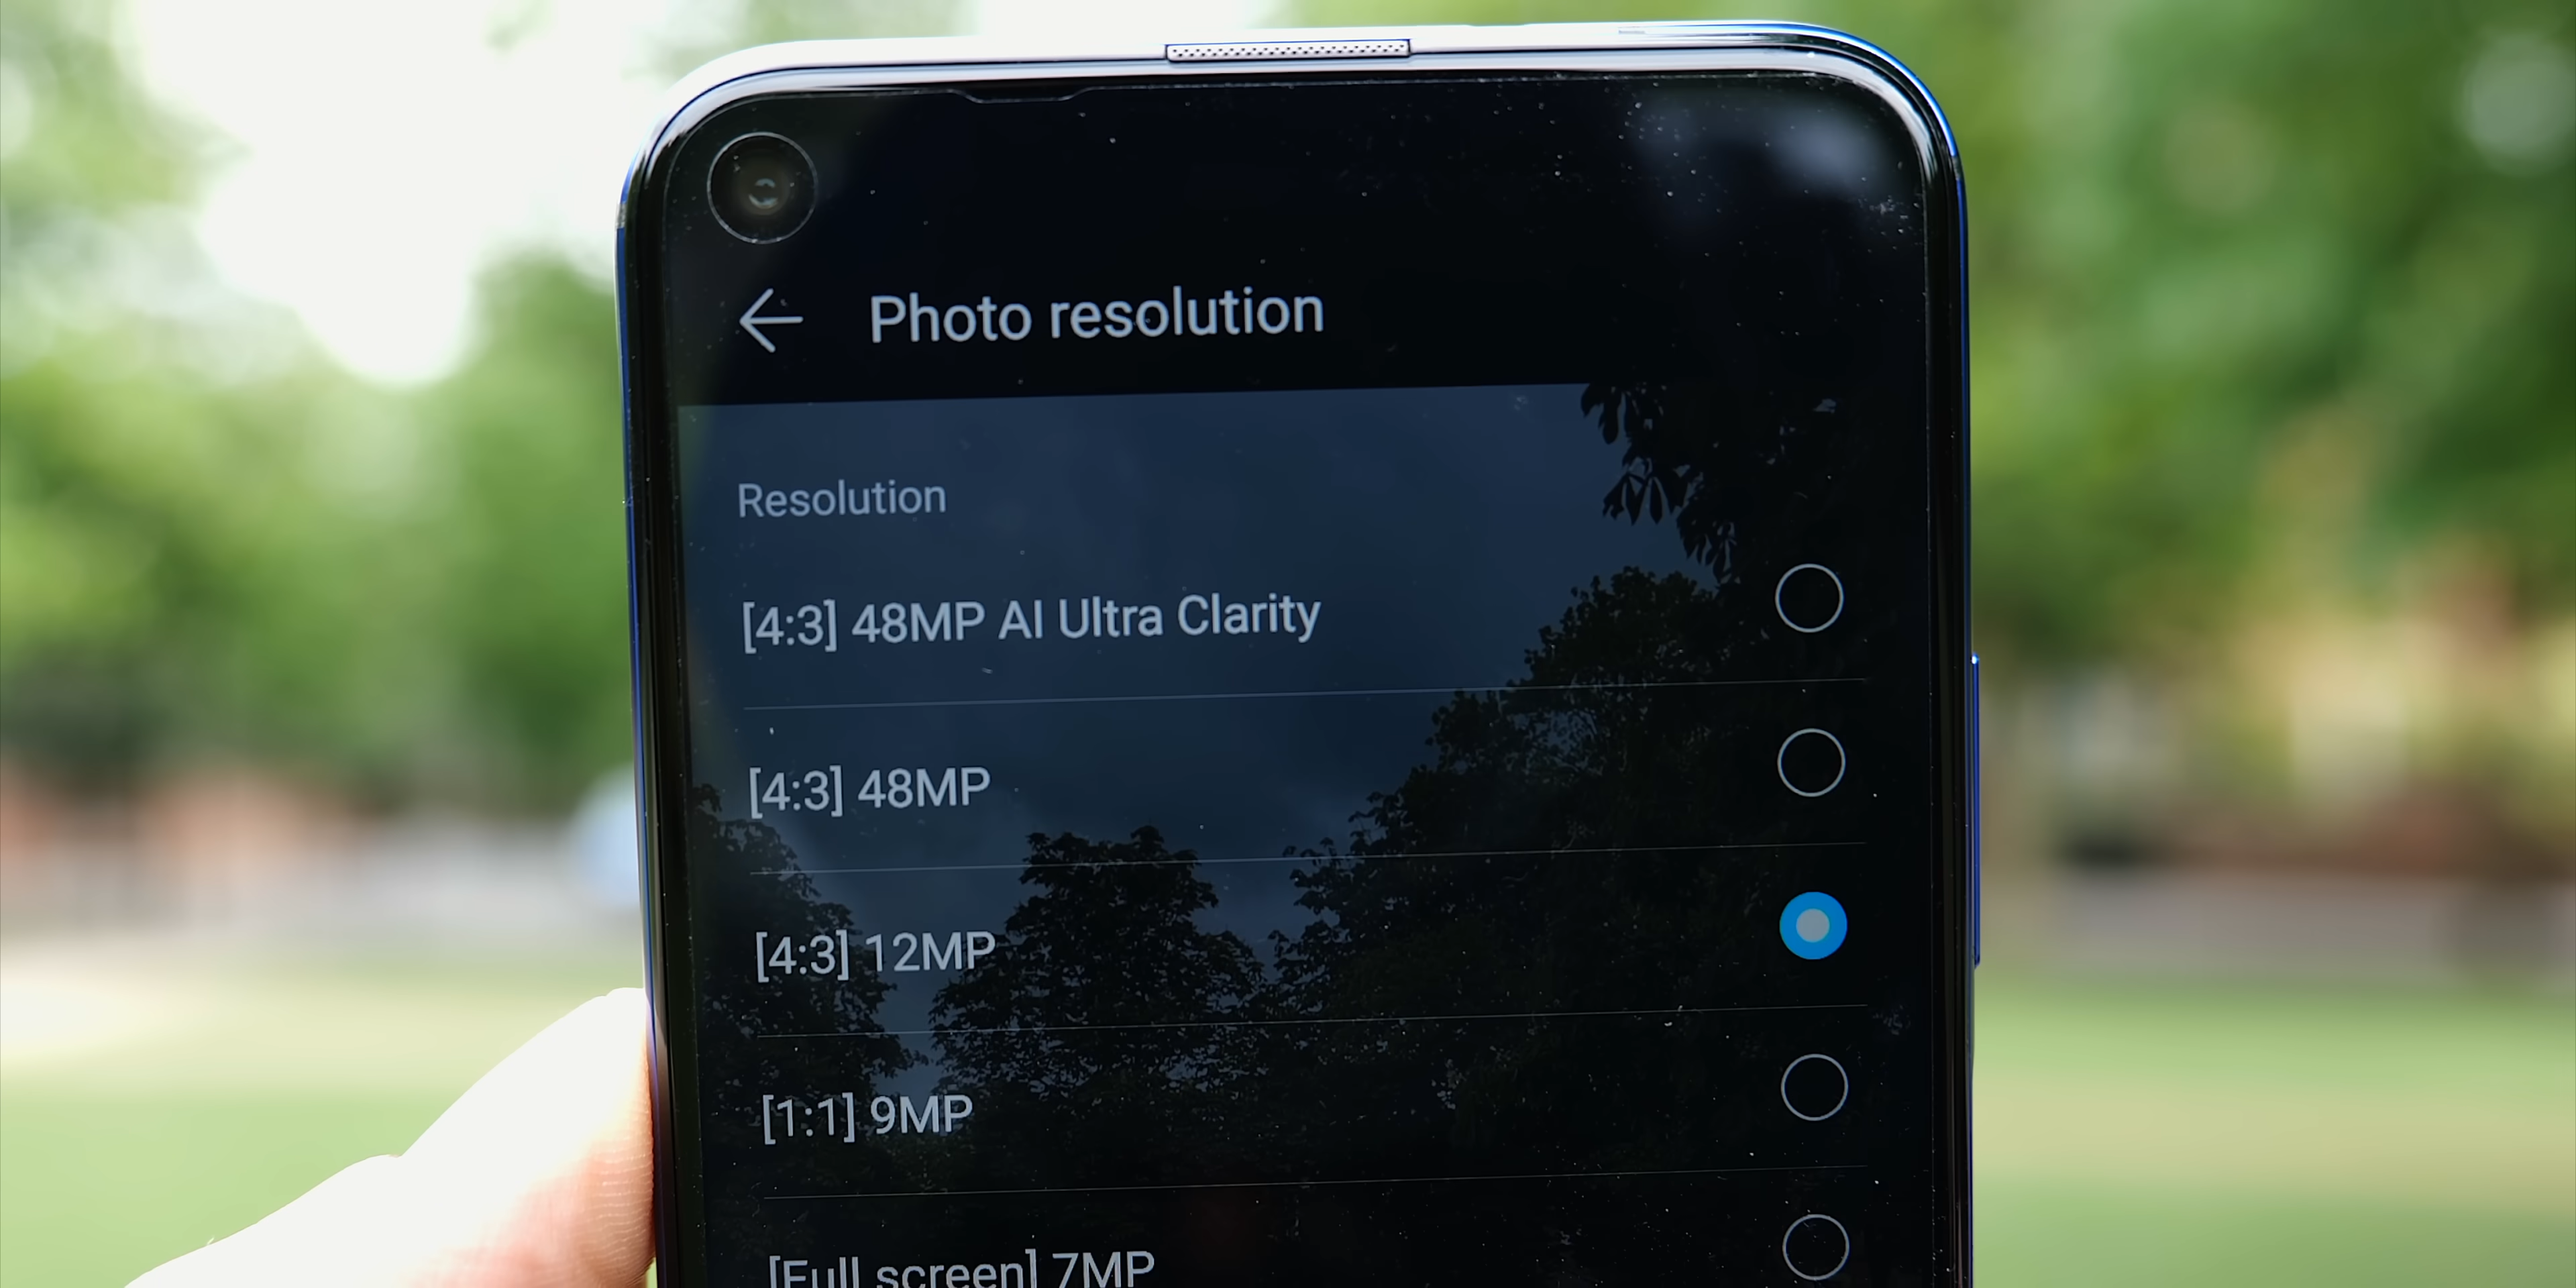 Photo resolution
Resolution
[4:3] 48MP AI Ultra Clarity
[4:3] 48MP
[4:3] 12MP
[1:1] 9MP
[Full screen] 7MP